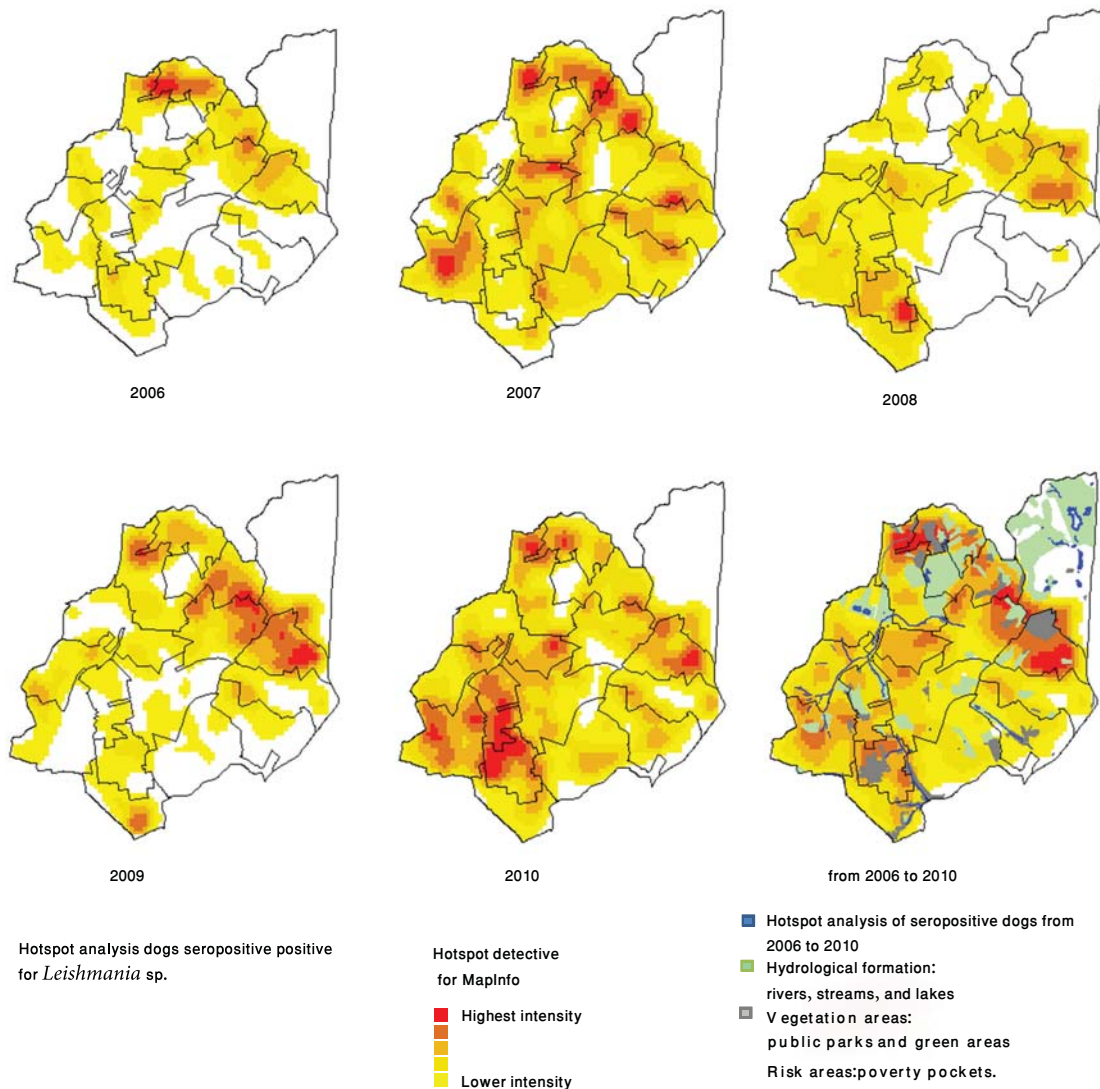 2006
2007
2008
2009
2010
from 2006 to 2010
Hotspot analysis dogs seropositive positive
for Leishmania sp.
Hotspot detective
for MapInfo
Highest intensity
Lower intensity
Hotspot analysis of seropositive dogs from
2006 to 2010
Hydrological formation:
rivers, streams, and lakes
Vegetation areas:
public parks and green areas
Risk areas:poverty pockets.